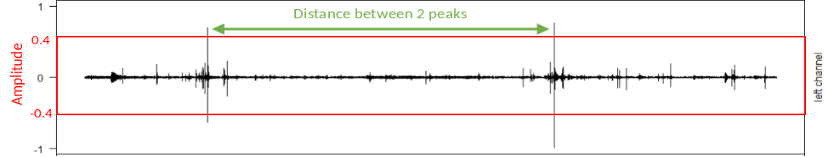 Distance between 2 peaks
1
0.4
0
-0.4
-1
Amplitude
left channel